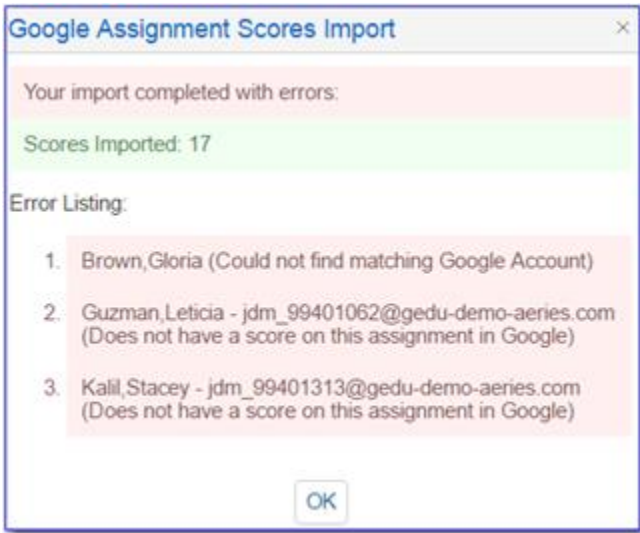 Google Assignment Scores Import ×
Your import completed with errors:
Scores Imported: 17
Error Listing:
1. Brown,Gloria (Could not find matching Google Account)
2. Guzman,Leticia - jdm_99401062@gedu-demo-aeries.com
(Does not have a score on this assignment in Google)
3. Kalil,Stacey - jdm_99401313@gedu-demo-aeries.com
(Does not have a score on this assignment in Google)
OK